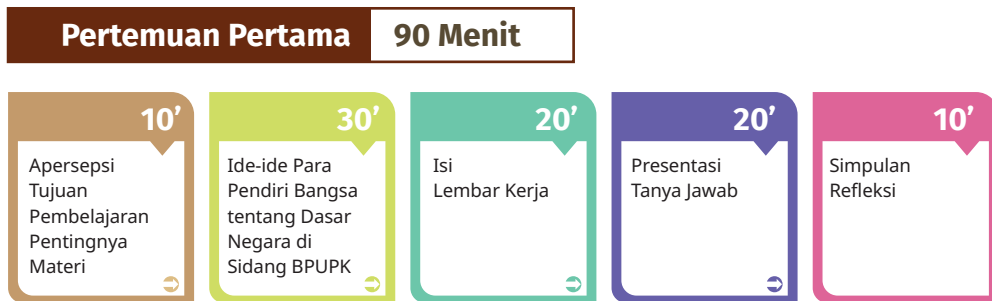 Pertemuan Pertama 90 Menit
10’
Apersepsi
Tujuan
Pembelajaran
Pentingnya
Materi
30’
Ide-ide Para
Pendiri Bangsa
tentang Dasar
Negara di
Sidang BPUPK
20’
Isi
Lembar Kerja
20’
Presentasi
Tanya Jawab
10’
Simpulan
Refleksi